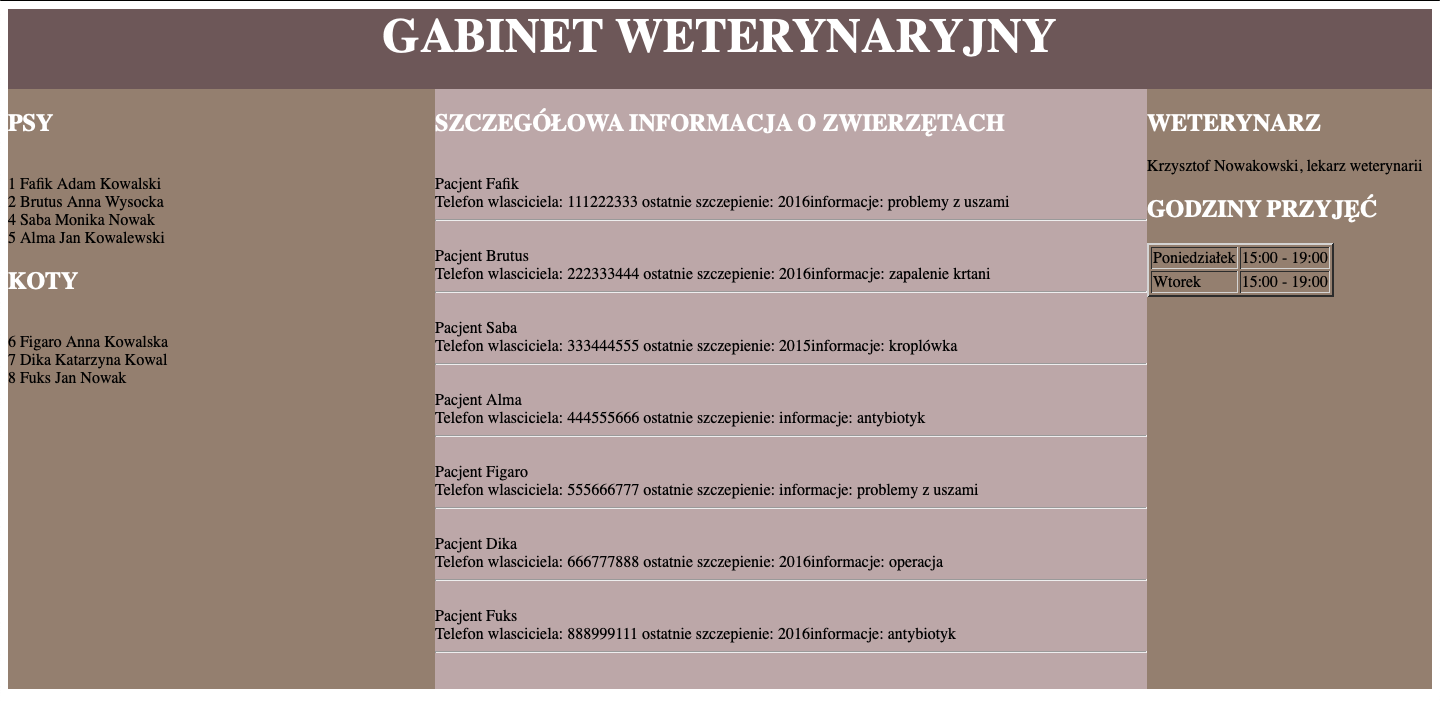 GABINET WETERYNARYJNY
PSY
1 Fafik Adam Kowalski
2 Brutus Anna Wysocka
4 Saba Monika Nowak
5 Alma Jan Kowalewski
KOTY
6 Figaro Anna Kowalska
7 Dika Katarzyna Kowal
8 Fuks Jan Nowak
SZCZEGÓŁOWA INFORMACJA O ZWIERZĘTACH
Pacjent Fafik
Telefon wlasciciela: 111222333 ostatnie szczepienie: 2016informacje: problemy z uszami
Pacjent Brutus
Telefon wlasciciela: 222333444 ostatnie szczepienie: 2016informacje: zapalenie krtani
Pacjent Saba
Telefon wlasciciela: 333444555 ostatnie szczepienie: 2015informacje: kroplówka
Pacjent Alma
Telefon wlasciciela: 444555666 ostatnie szczepienie: informacje: antybiotyk
Pacjent Figaro
Telefon wlasciciela: 555666777 ostatnie szczepienie: informacje: problemy z uszami
Pacjent Dika
Telefon wlasciciela: 666777888 ostatnie szczepienie: 2016informacje: operacja
Pacjent Fuks
Telefon wlasciciela: 888999111 ostatnie szczepienie: 2016informacje: antybiotyk
WETERYNARZ
Krzysztof Nowakowski, lekarz weterynarii
GODZINY PRZYJĘĆ
Poniedziałek 15:00 - 19:00
Wtorek 15:00 - 19:00